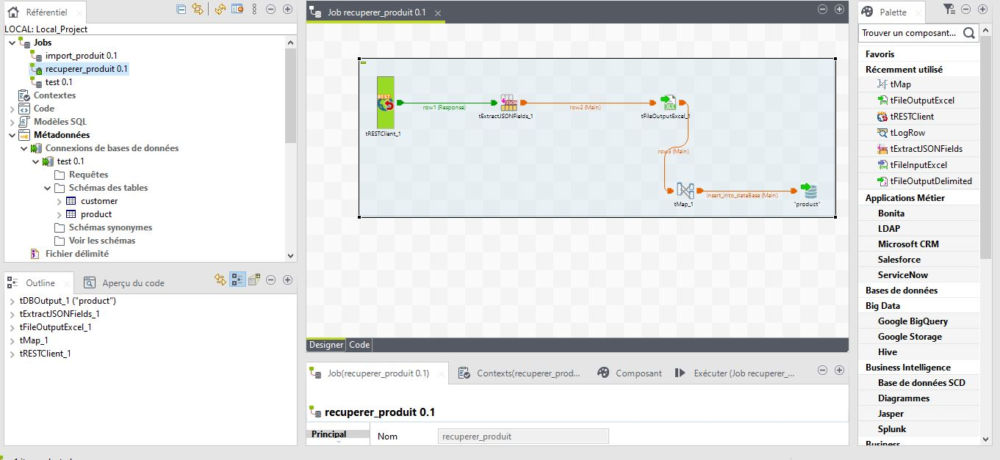 Référentiel
LOCAL: Local_Project
Jobs
import_produit 0.1
recuperer_produit 0.1
test 0.1
Contextes
Code
Modèles SQL
Métadonnées
Connexions de bases de données
test 0.1
Requêtes
Schémas des tables
customer
product
Schémas synonymes
Voir les schémas
Fichier délimité
Outline
Aperçu du code
tDBOutput_1 ("product")
tExtractJSONFields_1
tFileOutputExcel_1
tMap_1
tRESTClient_1
Job recuperer_produit 0.1
REST
tRESTClient_1
row1 (Response)
JSON
tExtractJSONFields_1
row2 (Main)
XLS
tFileOutputExcel_1
row3 (Main)
tMap_1
insert_into_dataBase (Main)
"product"
Designer
Code
Job(recuperer_produit 0.1)
Contexts(recuperer_prod...
Composant
Exécuter (Job recuperer_...
recuperer_produit 0.1
Principal
Nom
recuperer_produit
Palette
Trouver un composant...
Favoris
Récemment utilisé
tMap
tFileOutputExcel
tRESTClient
tLogRow
tExtractJSONFields
tFileInputExcel
tFileOutputDelimited
Applications Métier
Bonita
LDAP
Microsoft CRM
Salesforce
ServiceNow
Bases de données
Big Data
Google BigQuery
Google Storage
Hive
Business Intelligence
Base de données SCD
Diagrammes
Jasper
Splunk
Business